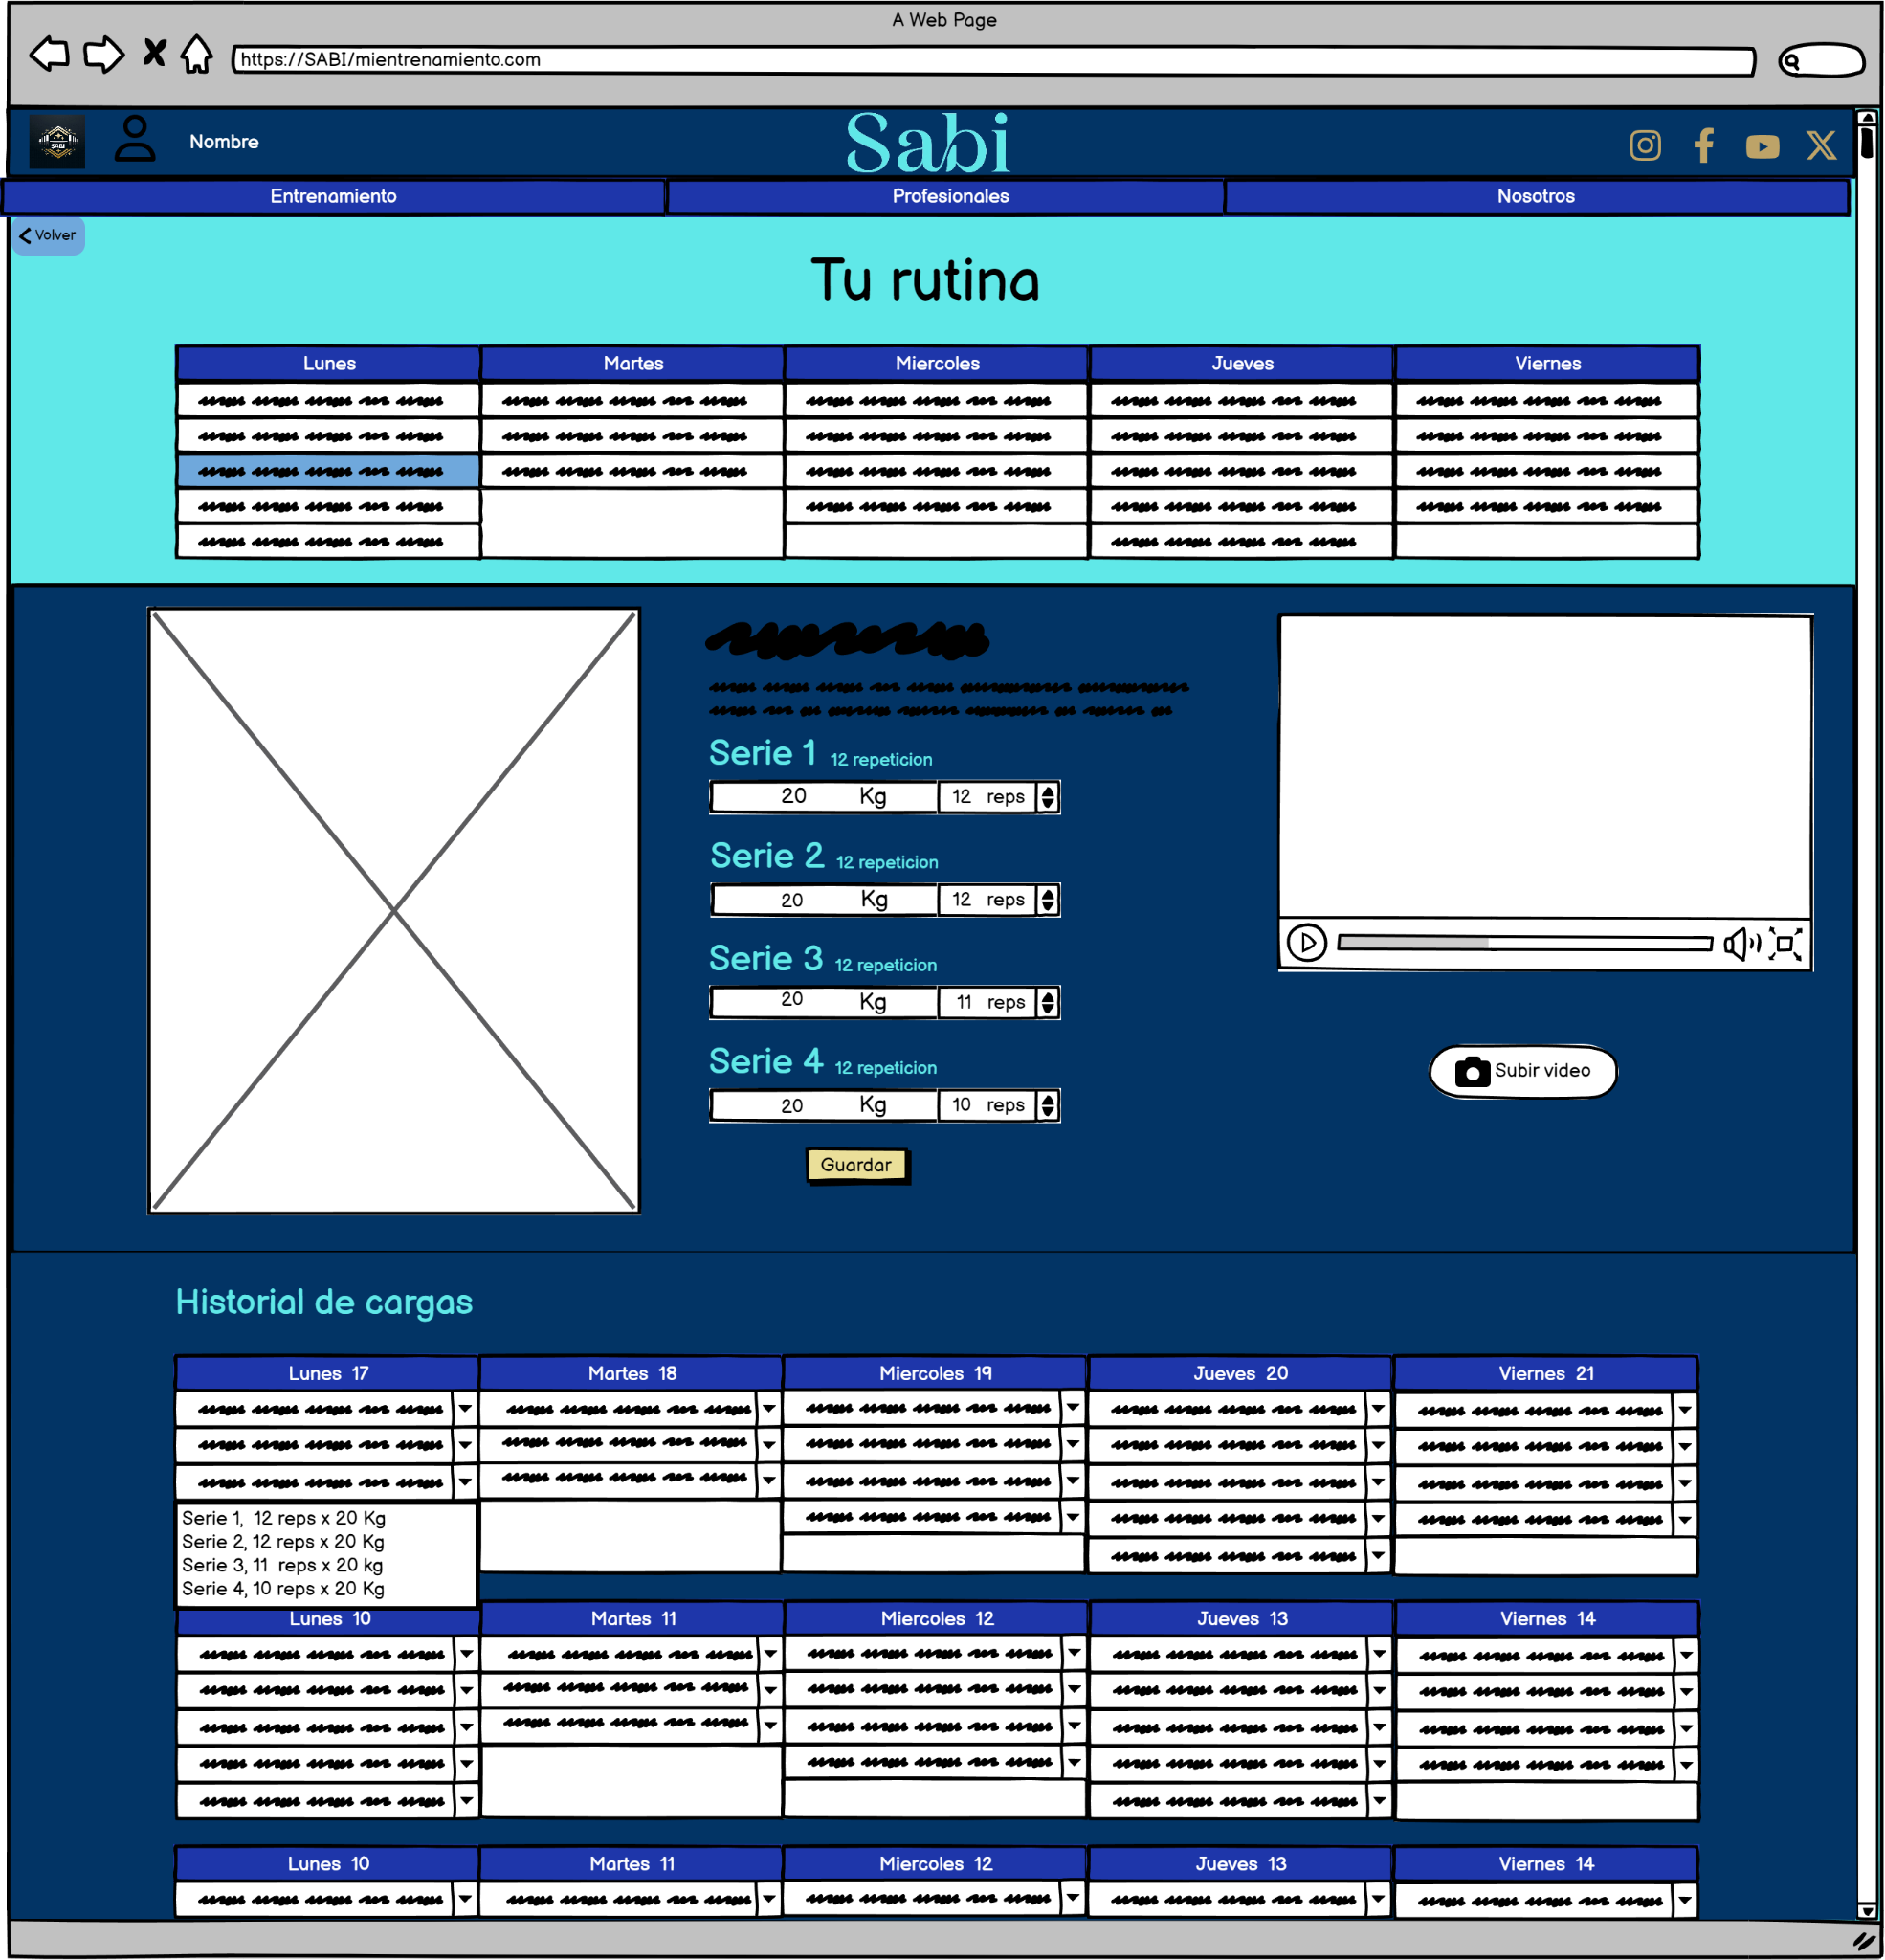 A Web Page
https://SABI/mientrenamiento.com
SABI
Nombre
Sabi
Entrenamiento
Profesionales
Nosotros
Volver
Tu rutina
Lunes
Martes
Miercoles
Jueves
Viernes
Serie 1 12 repeticion
20 Kg 12 reps
Serie 2 12 repeticion
20 Kg 12 reps
Serie 3 12 repeticion
20 Kg 11 reps
Serie 4 12 repeticion
20 Kg 10 reps
Guardar
Subir video
Historial de cargas
Lunes 17
Martes 18
Miercoles 19
Jueves 20
Viernes 21
Serie 1, 12 reps x 20 Kg
Serie 2, 12 reps x 20 Kg
Serie 3, 11 reps x 20 kg
Serie 4, 10 reps x 20 Kg
Lunes 10
Martes 11
Miercoles 12
Jueves 13
Viernes 14
Lunes 10
Martes 11
Miercoles 12
Jueves 13
Viernes 14